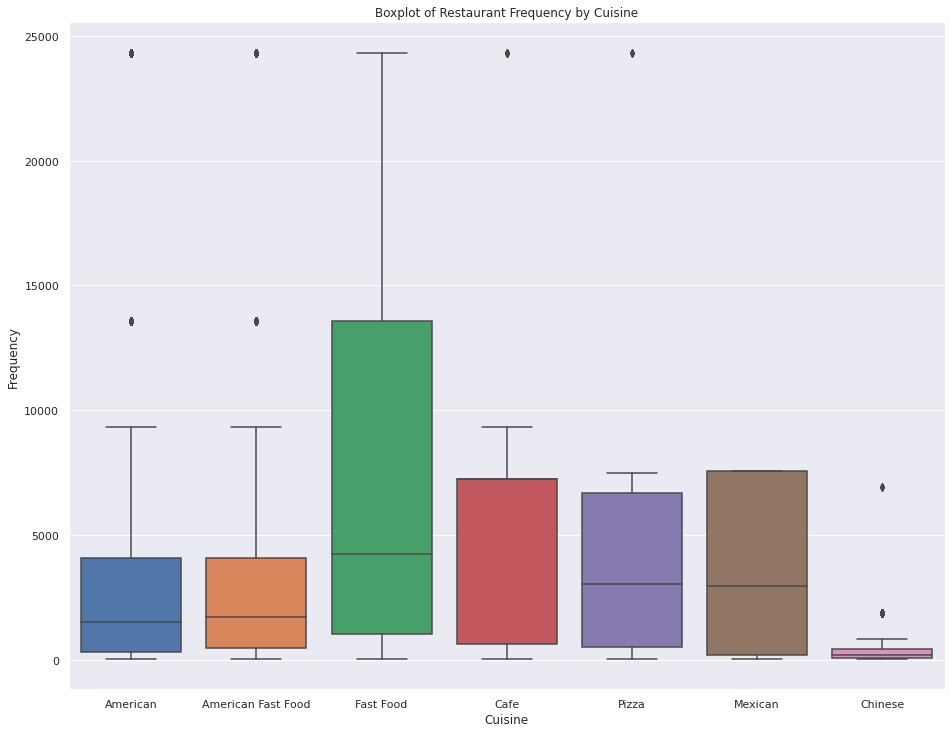 Boxplot of Restaurant Frequency by Cuisine
25000
20000
15000
10000
5000
0
Frequency
American
American Fast Food
Fast Food
Cafe
Pizza
Mexican
Chinese
Cuisine